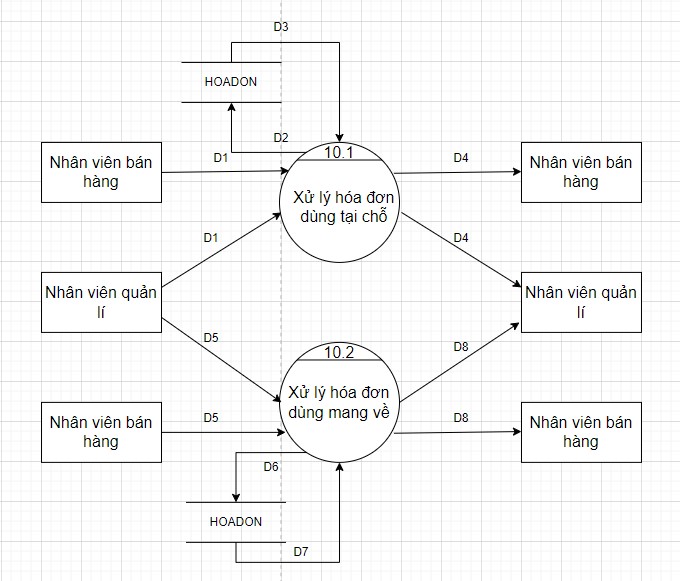 D3
HOADON
D2
10.1
Nhân viên bán
hàng
D1
Xử lý hóa đơn
dùng tại chỗ
D4
Nhân viên bán
hàng
D1
D4
Nhân viên quản
lí
Nhân viên quản
lí
D5
D8
10.2
Xử lý hóa đơn
dùng mang về
Nhân viên bán
hàng
D5
D8
Nhân viên bán
hàng
D6
HOADON
D7